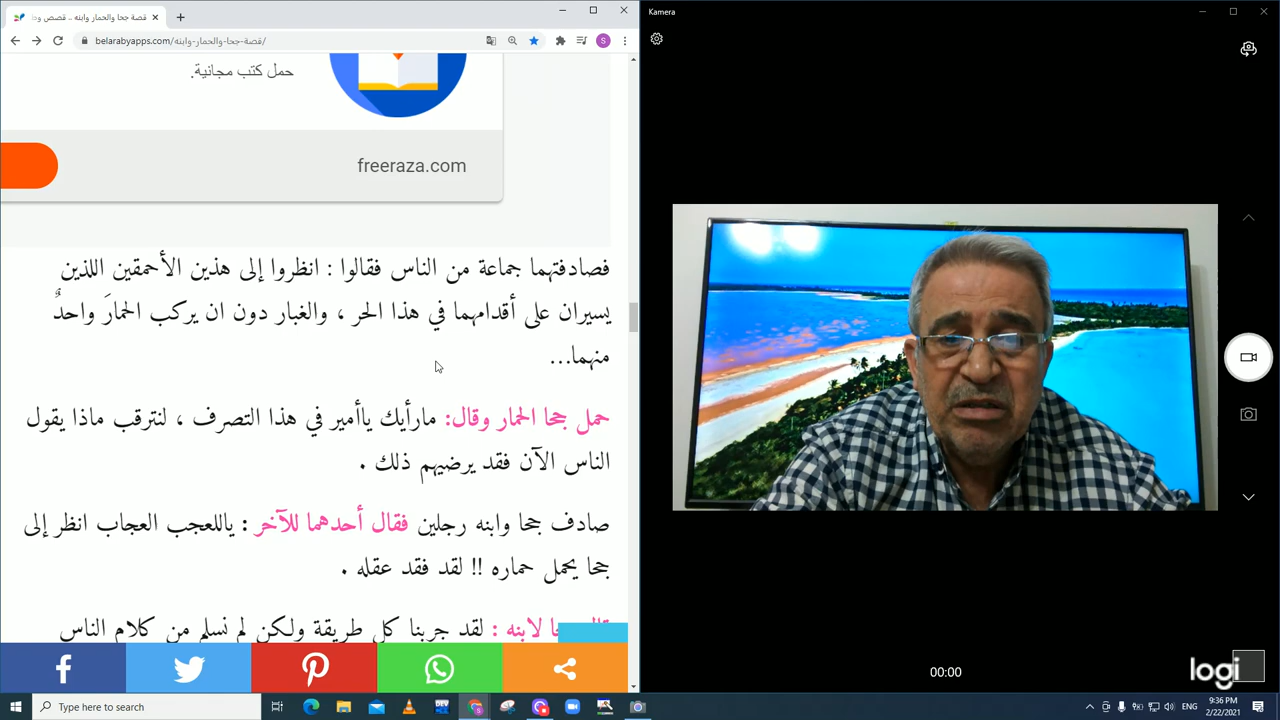 قصة جحا والحمار وابنه .. قصص ود
Kamera
belarabyapps.com/قصة-جحا-والحمار-وابنه/
S
حمل كتب مجانية.
freeraza.com
فصادفتهما جماعة من الناس فقالوا : انظروا إلى هذين الأحمقين اللذين
يسيران على أقدامهما في هذا الحر ، والغبار دون ان يركب الحمارَ واحدٌ
منهما...
حمل جحا الحمار وقال: مارأيك ياأمير في هذا التصرف ، لنترقب ماذا يقول
الناس الآن فقد يرضيهم ذلك .
صادف جحا وابنه رجلين فقال أحدهما للآخر : ياللعجب العجاب انظر إلى
جحا يحمل حماره !! لقد فقد عقله .
لابنه : لقد جربنا كل طريقة ولكن لم نسلم من كلام الناس
00:00
logi
Type here to search
ENG
9:36 PM
2/22/2021